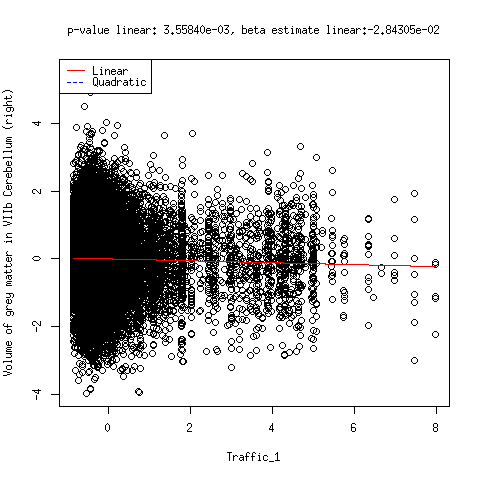 p-value linear: 3.55840e-03, beta estimate linear:-2.84305e-02
Linear
Quadratic
Volume of grey matter in VIIb Cerebellum (right)
4
2
0
-2
-4
0 2 4 6 8
Traffic_1